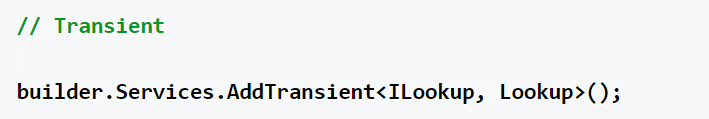 // Transient
builder.Services.AddTransient<ILookup, Lookup>();